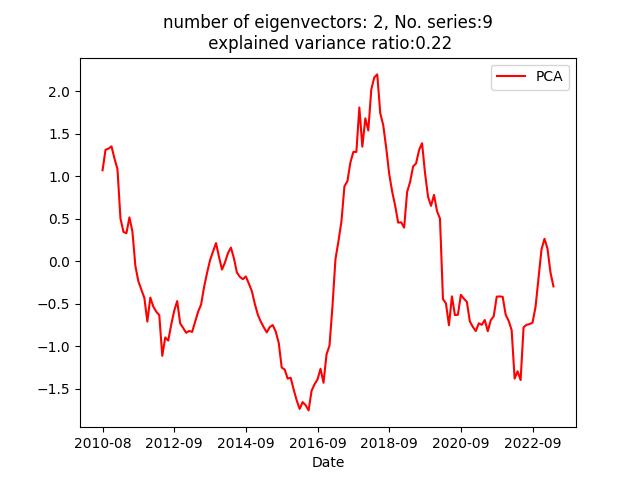 number of eigenvectors: 2, No. series:9
explained variance ratio:0.22
PCA
2.0
1.5
1.0
0.5
0.0
−0.5
−1.0
−1.5
2010-08 2012-09 2014-09 2016-09 2018-09 2020-09 2022-09
Date